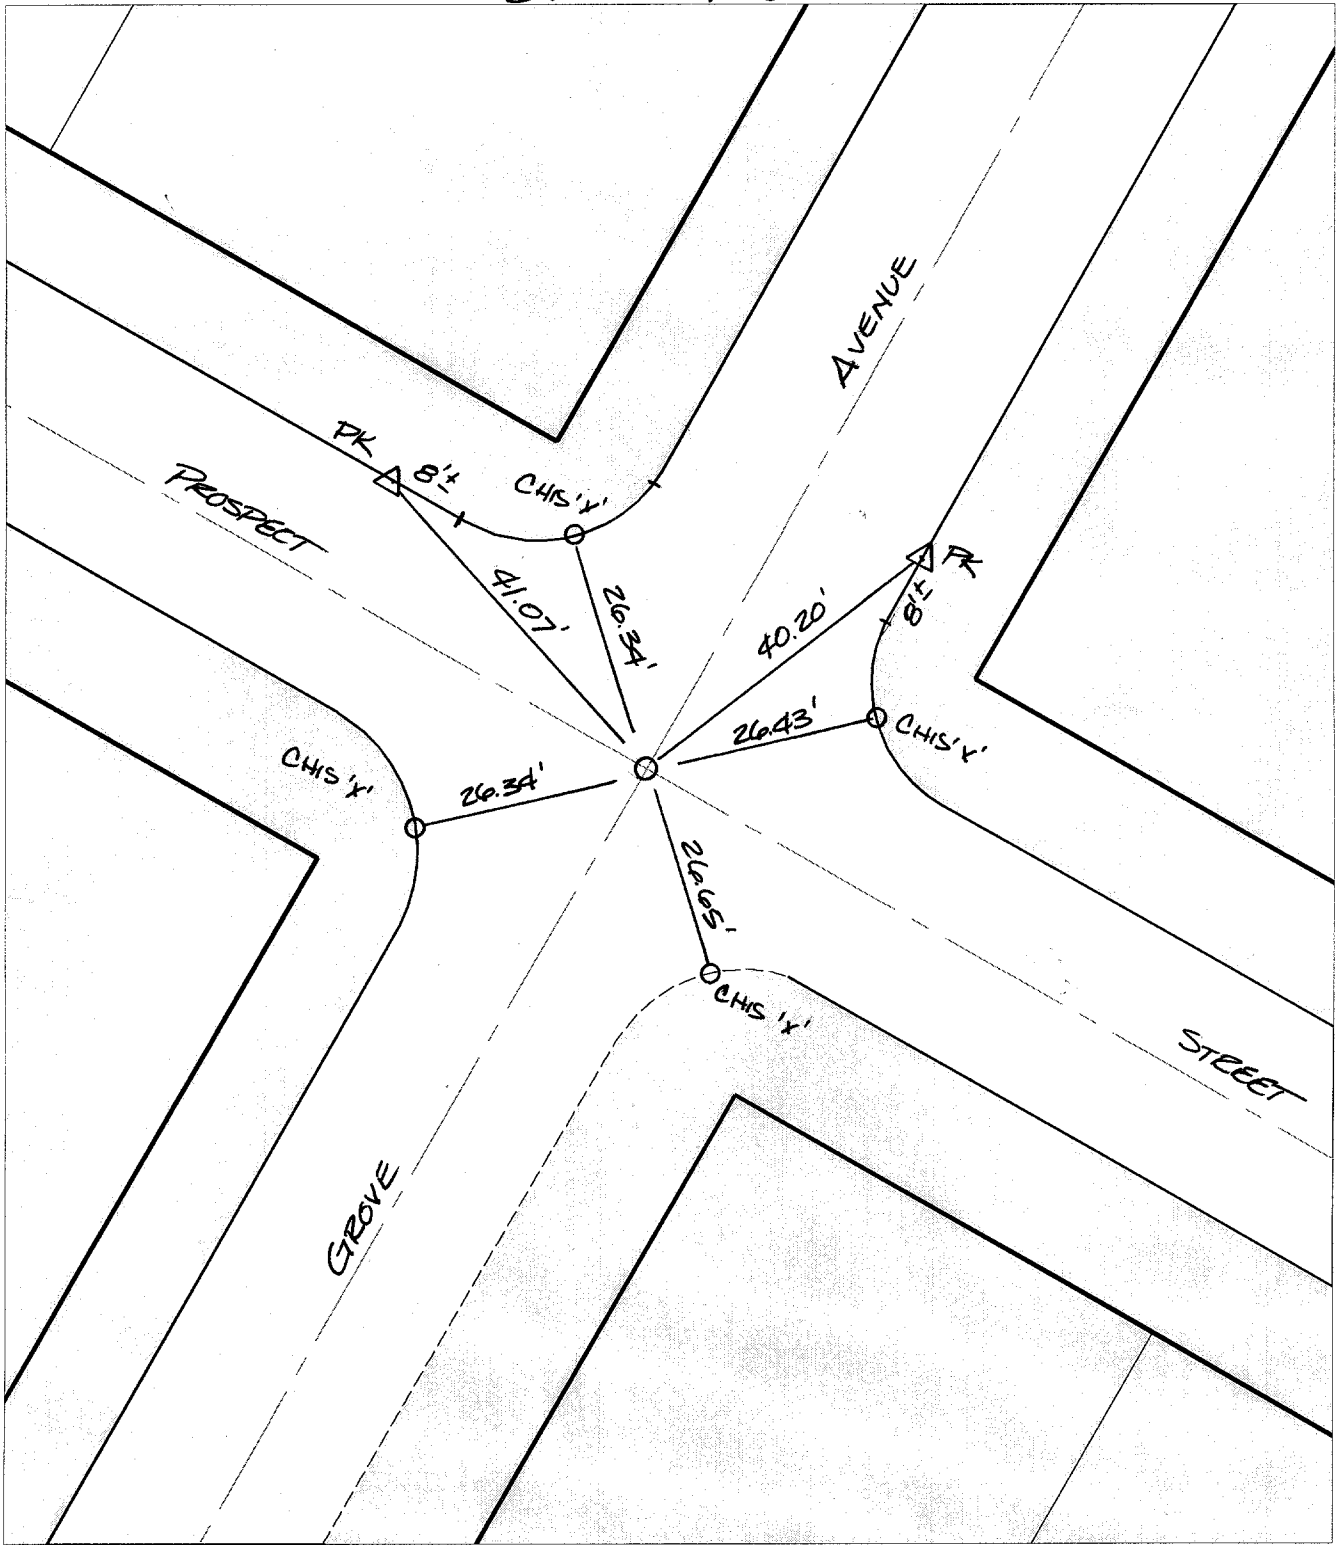 AVENUE
PK
8'±
CHIS 'X'
PROSPECT
PK
8'±
41.07'
26.34'
40.20'
26.43'
CHIS 'X'
CHIS 'X'
26.34'
26.65'
CHIS 'X'
STREET
GROVE